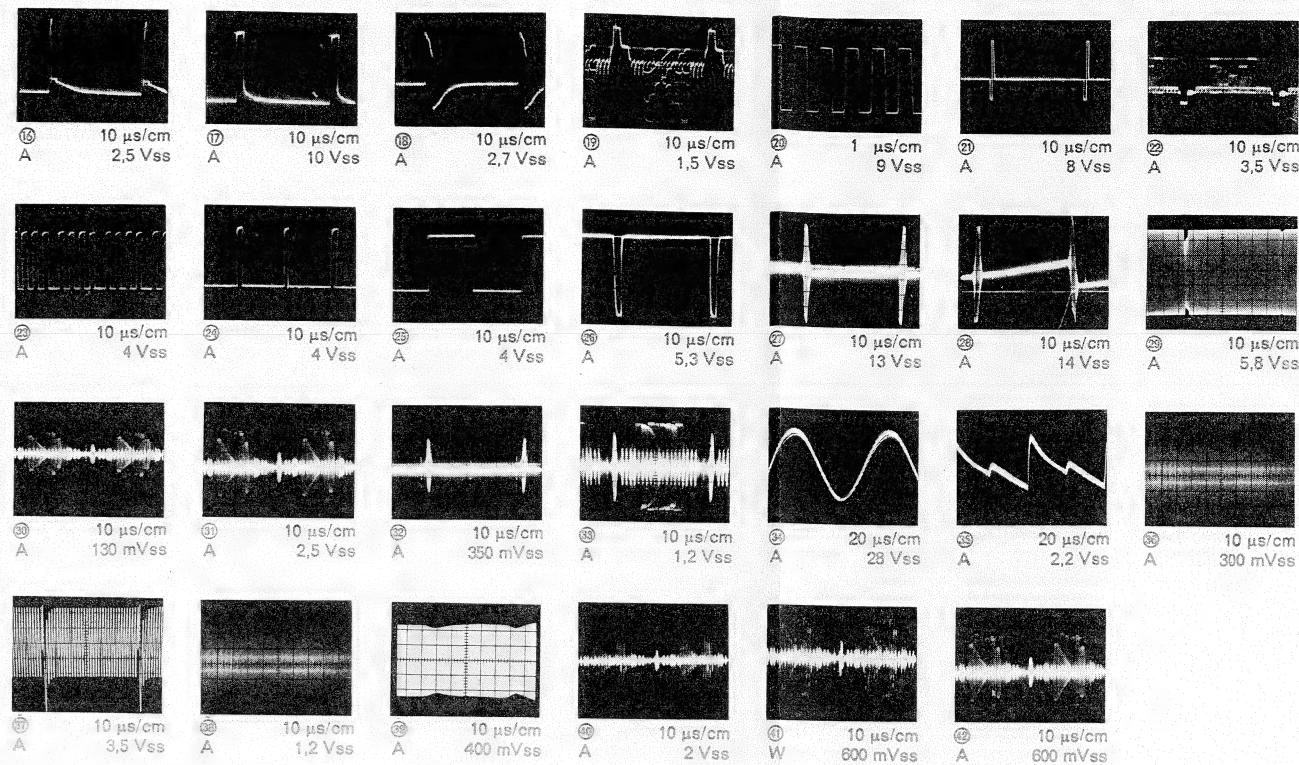 ⑯ 10 µs/cm
A 2,5 Vss
⑰ 10 µs/cm
A 10 Vss
⑱ 10 µs/cm
A 2,7 Vss
⑲ 10 µs/cm
A 1,5 Vss
⑳ 1 µs/cm
A 9 Vss
㉑ 10 µs/cm
A 8 Vss
㉒ 10 µs/cm
A 3,5 Vss
㉓ 10 µs/cm
A 4 Vss
㉔ 10 µs/cm
A 4 Vss
㉕ 10 µs/cm
A 4 Vss
㉖ 10 µs/cm
A 5,3 Vss
㉗ 10 µs/cm
A 13 Vss
㉘ 10 µs/cm
A 14 Vss
㉙ 10 µs/cm
A 5,8 Vss
㉚ 10 µs/cm
A 130 mVss
㉛ 10 µs/cm
A 2,5 Vss
㉜ 10 µs/cm
A 350 mVss
㉝ 10 µs/cm
A 1,2 Vss
㉞ 20 µs/cm
A 28 Vss
㉟ 20 µs/cm
A 2,2 Vss
㊱ 10 µs/cm
A 300 mVss
㊲ 10 µs/cm
A 3,5 Vss
㊳ 10 µs/cm
A 1,2 Vss
㊴ 10 µs/cm
A 400 mVss
㊵ 10 µs/cm
A 2 Vss
㊶ 10 µs/cm
W 600 mVss
㊷ 10 µs/cm
A 600 mVss